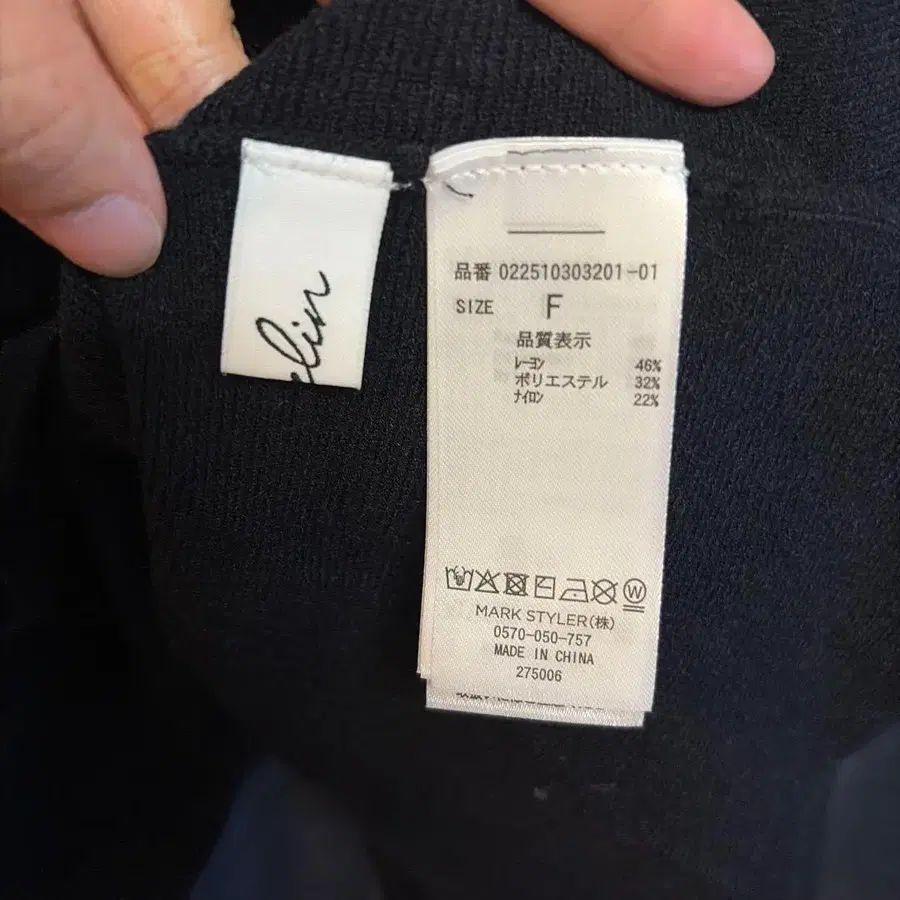 品番 022510303201-01
SIZE F
品質表示
レーヨン 46%
ポリエステル 32%
ナイロン 22%
W
MARK STYLER(株)
0570-050-757
MADE IN CHINA
275006